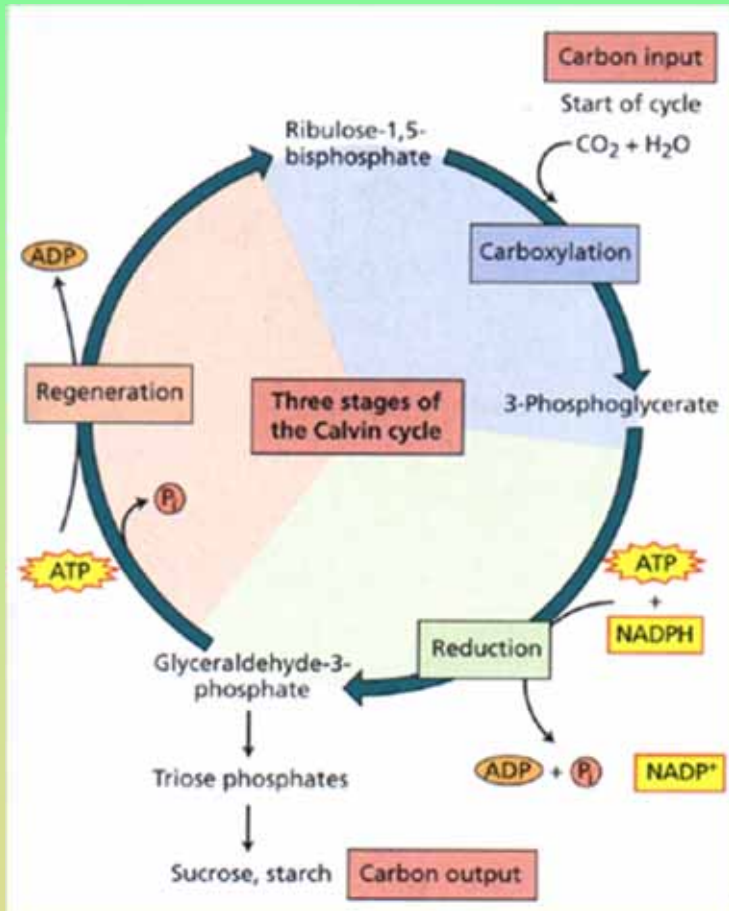 Carbon input
Start of cycle
CO₂ + H₂O
Ribulose-1,5-
bisphosphate
Carboxylation
ADP
Regeneration
Three stages of
the Calvin cycle
3-Phosphoglycerate
Pi
ATP
ATP
+
NADPH
Reduction
Glyceraldehyde-3-
phosphate
ADP + Pi NADP⁺
Triose phosphates
Sucrose, starch
Carbon output